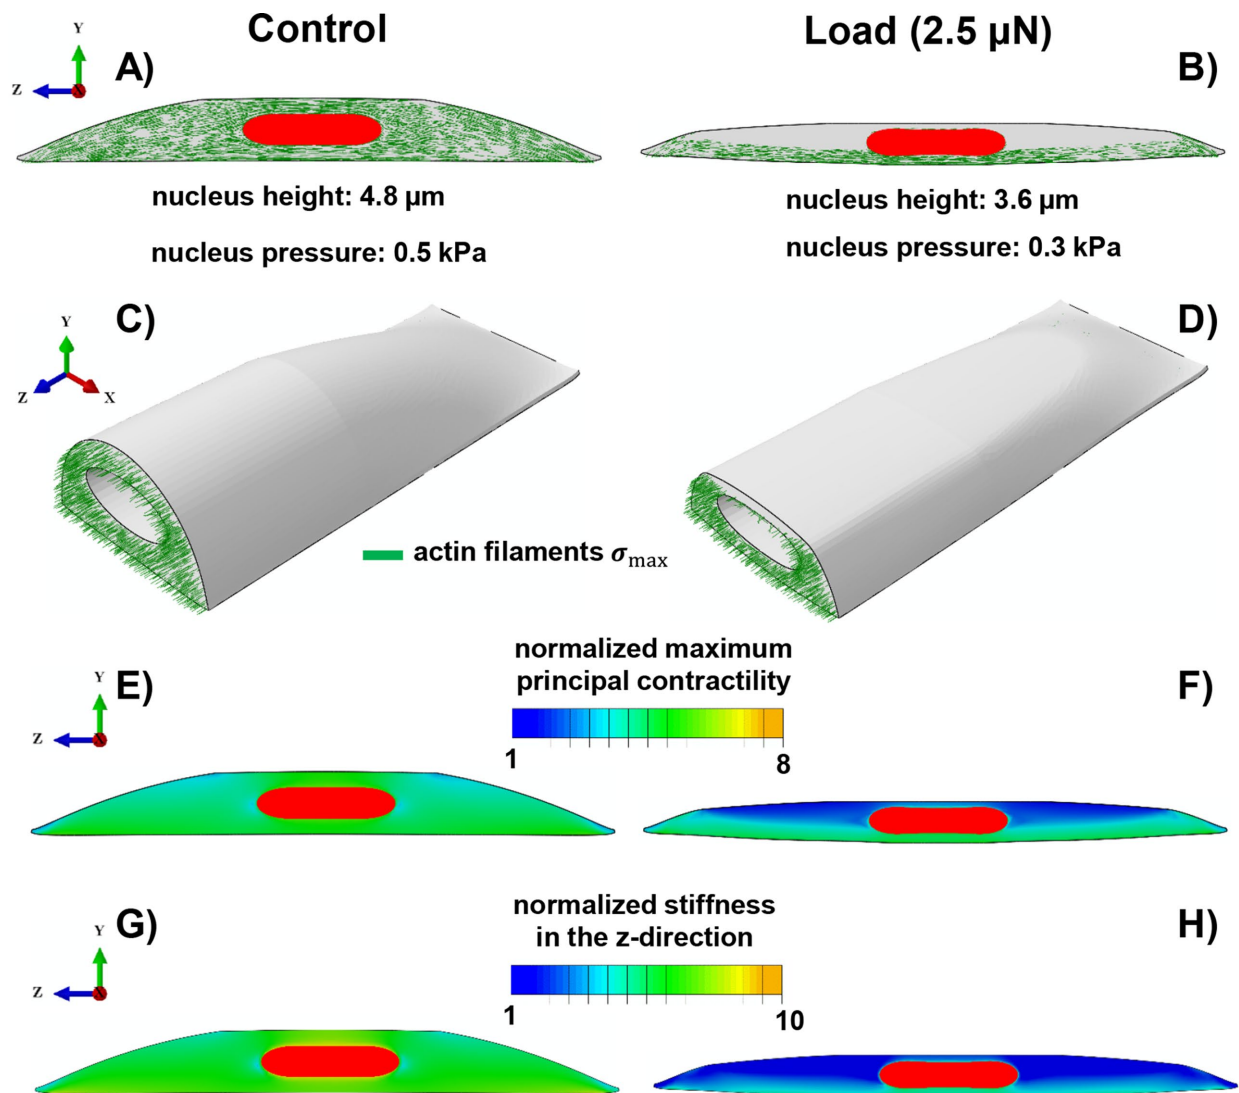 Control
Load (2.5 µN)
Y
Z
A)
B)
nucleus height: 4.8 µm
nucleus pressure: 0.5 kPa
nucleus height: 3.6 µm
nucleus pressure: 0.3 kPa
C)
D)
Y
Z
X
actin filaments σmax
normalized maximum
principal contractility
1
8
E)
F)
Y
Z
normalized stiffness
in the z-direction
1
10
G)
H)
Y
Z